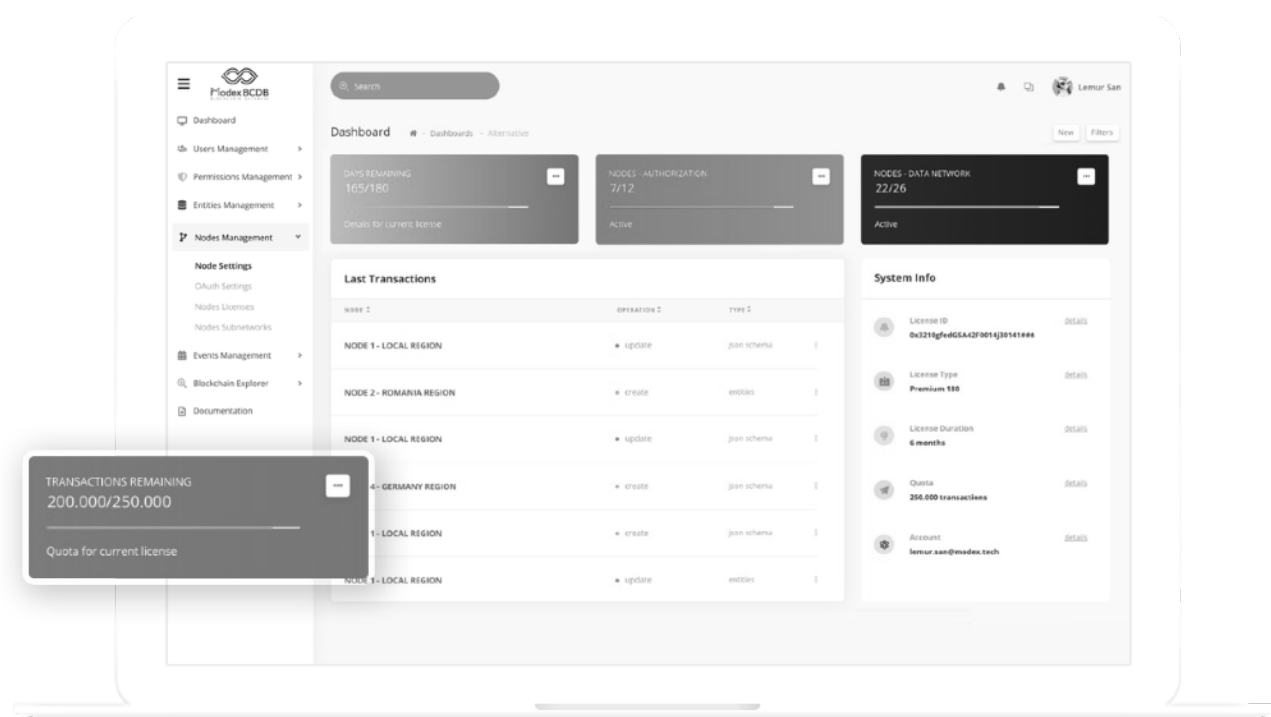 Modex BCDB
BLOCKCHAIN DATABASE
Search
Lemur San
Dashboard
Users Management
Permissions Management
Entities Management
Nodes Management
Node Settings
OAuth Settings
Nodes Licenses
Nodes Subnetworks
Events Management
Blockchain Explorer
Documentation
Dashboard - Dashboards - Alternative
New Filters
DAYS REMAINING
165/180
Details for current license
NODES - AUTHORIZATION
7/12
Active
NODES - DATA NETWORK
22/26
Active
Last Transactions
NODE OPERATION TYPE
NODE 1 - LOCAL REGION update json schema
NODE 2 - ROMANIA REGION create entities
NODE 1 - LOCAL REGION update json schema
4 - GERMANY REGION create json schema
1 - LOCAL REGION create json schema
NODE 1 - LOCAL REGION update entities
System Info
License ID details
License Type details
Premium 180
License Duration details
6 months
Quota details
250.000 transactions
Account details
lemur.san@modex.tech
TRANSACTIONS REMAINING
200.000/250.000
Quota for current license